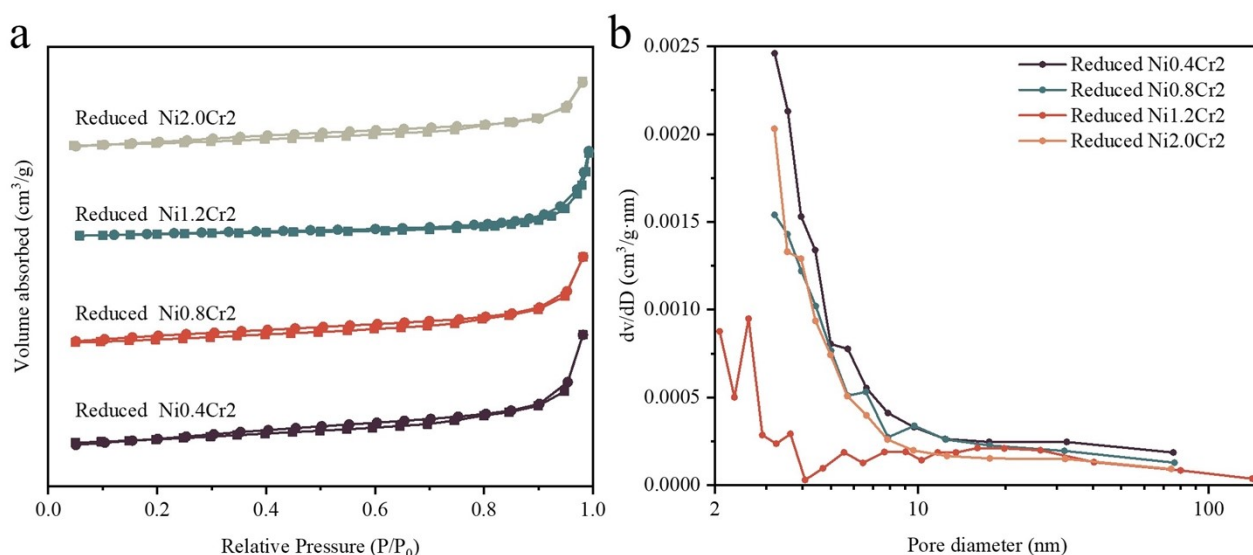 a
Volume absorbed (cm³/g)
Reduced Ni2.0Cr2
Reduced Ni1.2Cr2
Reduced Ni0.8Cr2
Reduced Ni0.4Cr2
0.0 0.2 0.4 0.6 0.8 1.0
Relative Pressure (P/P₀)
b
dv/dD (cm³/g·nm)
0.0025
0.0020
0.0015
0.0010
0.0005
0.0000
Reduced Ni0.4Cr2
Reduced Ni0.8Cr2
Reduced Ni1.2Cr2
Reduced Ni2.0Cr2
2 10 100
Pore diameter (nm)